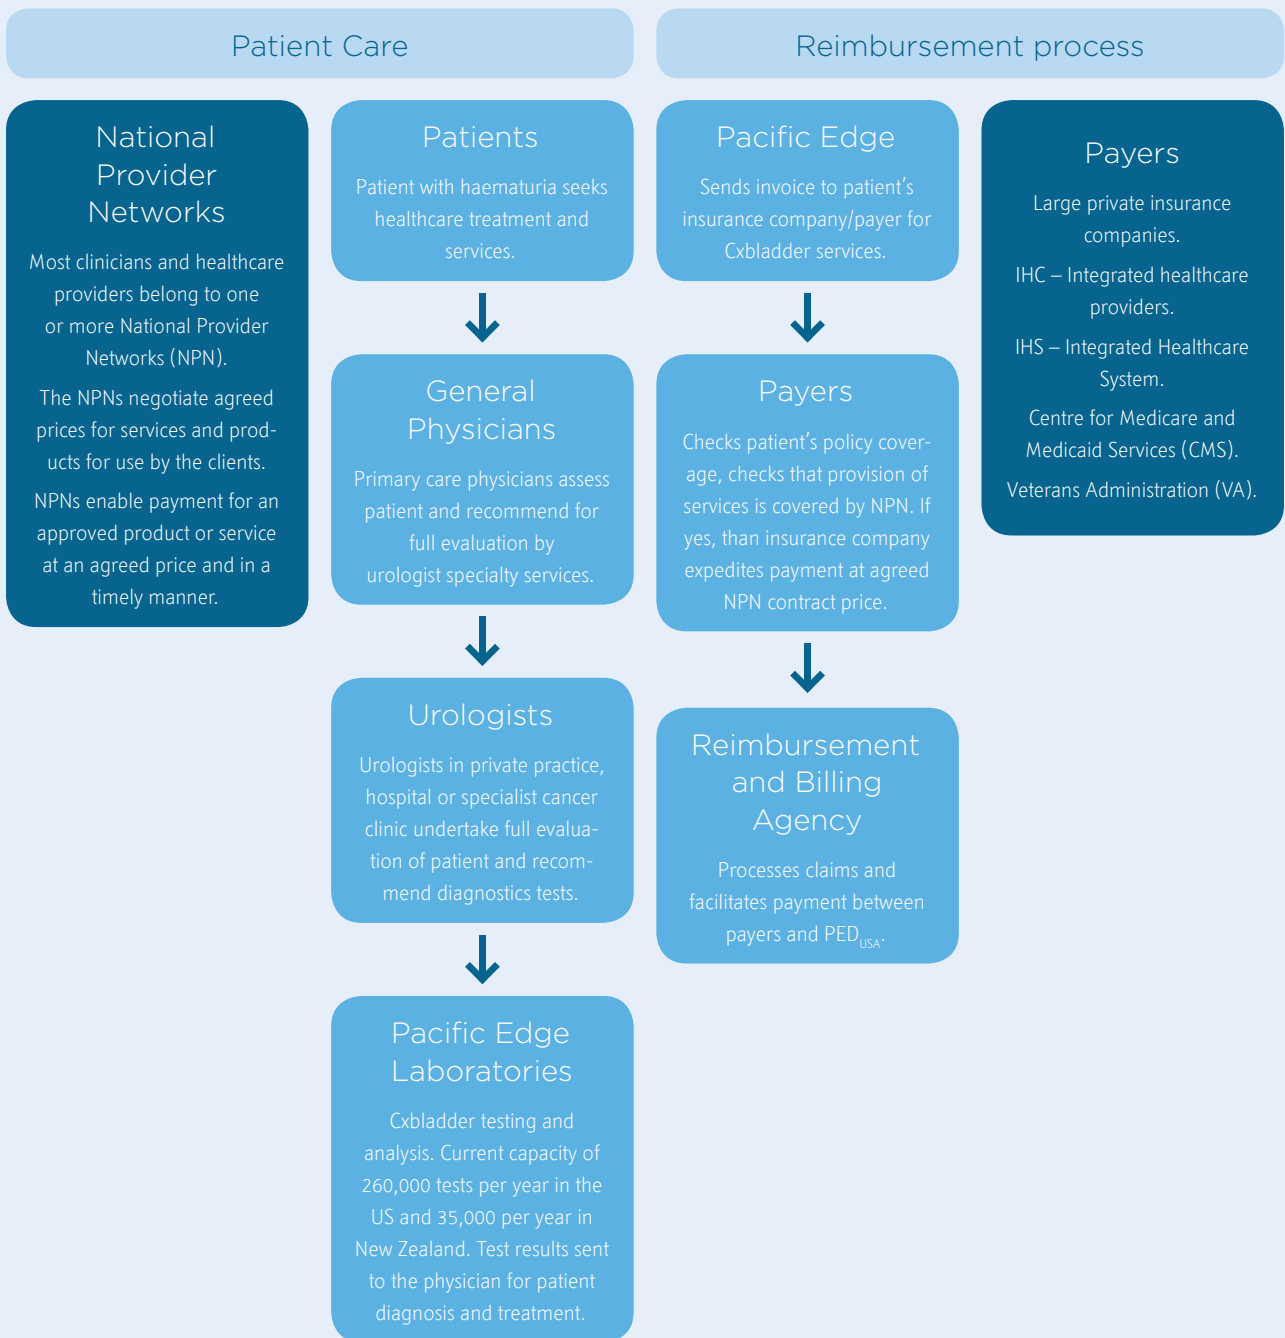 Patient Care
Reimbursement process
National
Provider
Networks
Most clinicians and healthcare
providers belong to one
or more National Provider
Networks (NPN).
The NPNs negotiate agreed
prices for services and prod-
ucts for use by the clients.
NPNs enable payment for an
approved product or service
at an agreed price and in a
timely manner.
Patients
Patient with haematuria seeks
healthcare treatment and
services.
General
Physicians
Primary care physicians assess
patient and recommend for
full evaluation by
urologist specialty services.
Urologists
Urologists in private practice,
hospital or specialist cancer
clinic undertake full evalua-
tion of patient and recom-
mend diagnostics tests.
Pacific Edge
Laboratories
Cxbladder testing and
analysis. Current capacity of
260,000 tests per year in the
US and 35,000 per year in
New Zealand. Test results sent
to the physician for patient
diagnosis and treatment.
Pacific Edge
Sends invoice to patient's
insurance company/payer for
Cxbladder services.
Payers
Checks patient's policy cover-
age, checks that provision of
services is covered by NPN. If
yes, than insurance company
expedites payment at agreed
NPN contract price.
Reimbursement
and Billing
Agency
Processes claims and
facilitates payment between
payers and PEDUSA.
Payers
Large private insurance
companies.
IHC – Integrated healthcare
providers.
IHS – Integrated Healthcare
System.
Centre for Medicare and
Medicaid Services (CMS).
Veterans Administration (VA).